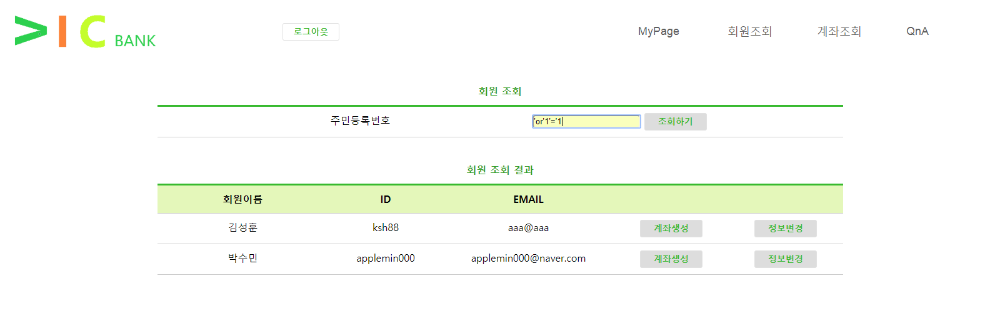 >IC BANK
로그아웃
MyPage 회원조회 계좌조회 QnA
회원 조회
주민등록번호 'or'1'='1 조회하기
회원 조회 결과
회원이름 ID EMAIL
김성훈 ksh88 aaa@aaa 계좌생성 정보변경
박수민 applemin000 applemin000@naver.com 계좌생성 정보변경